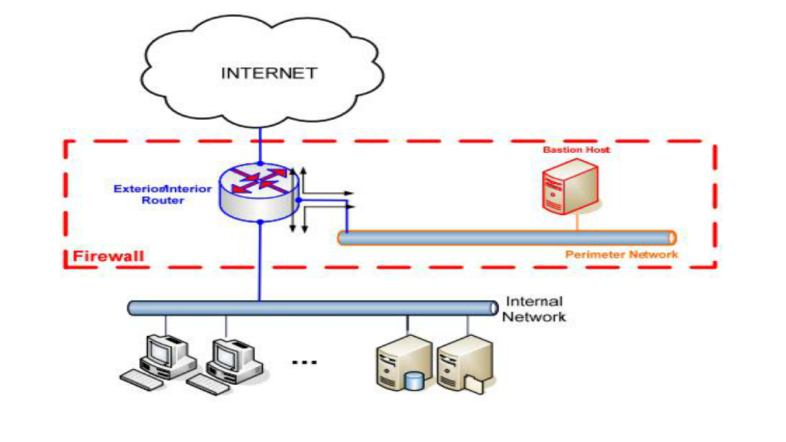 INTERNET
Bastion Host
Exterior/Interior
Router
Firewall
Perimeter Network
Internal
Network
...